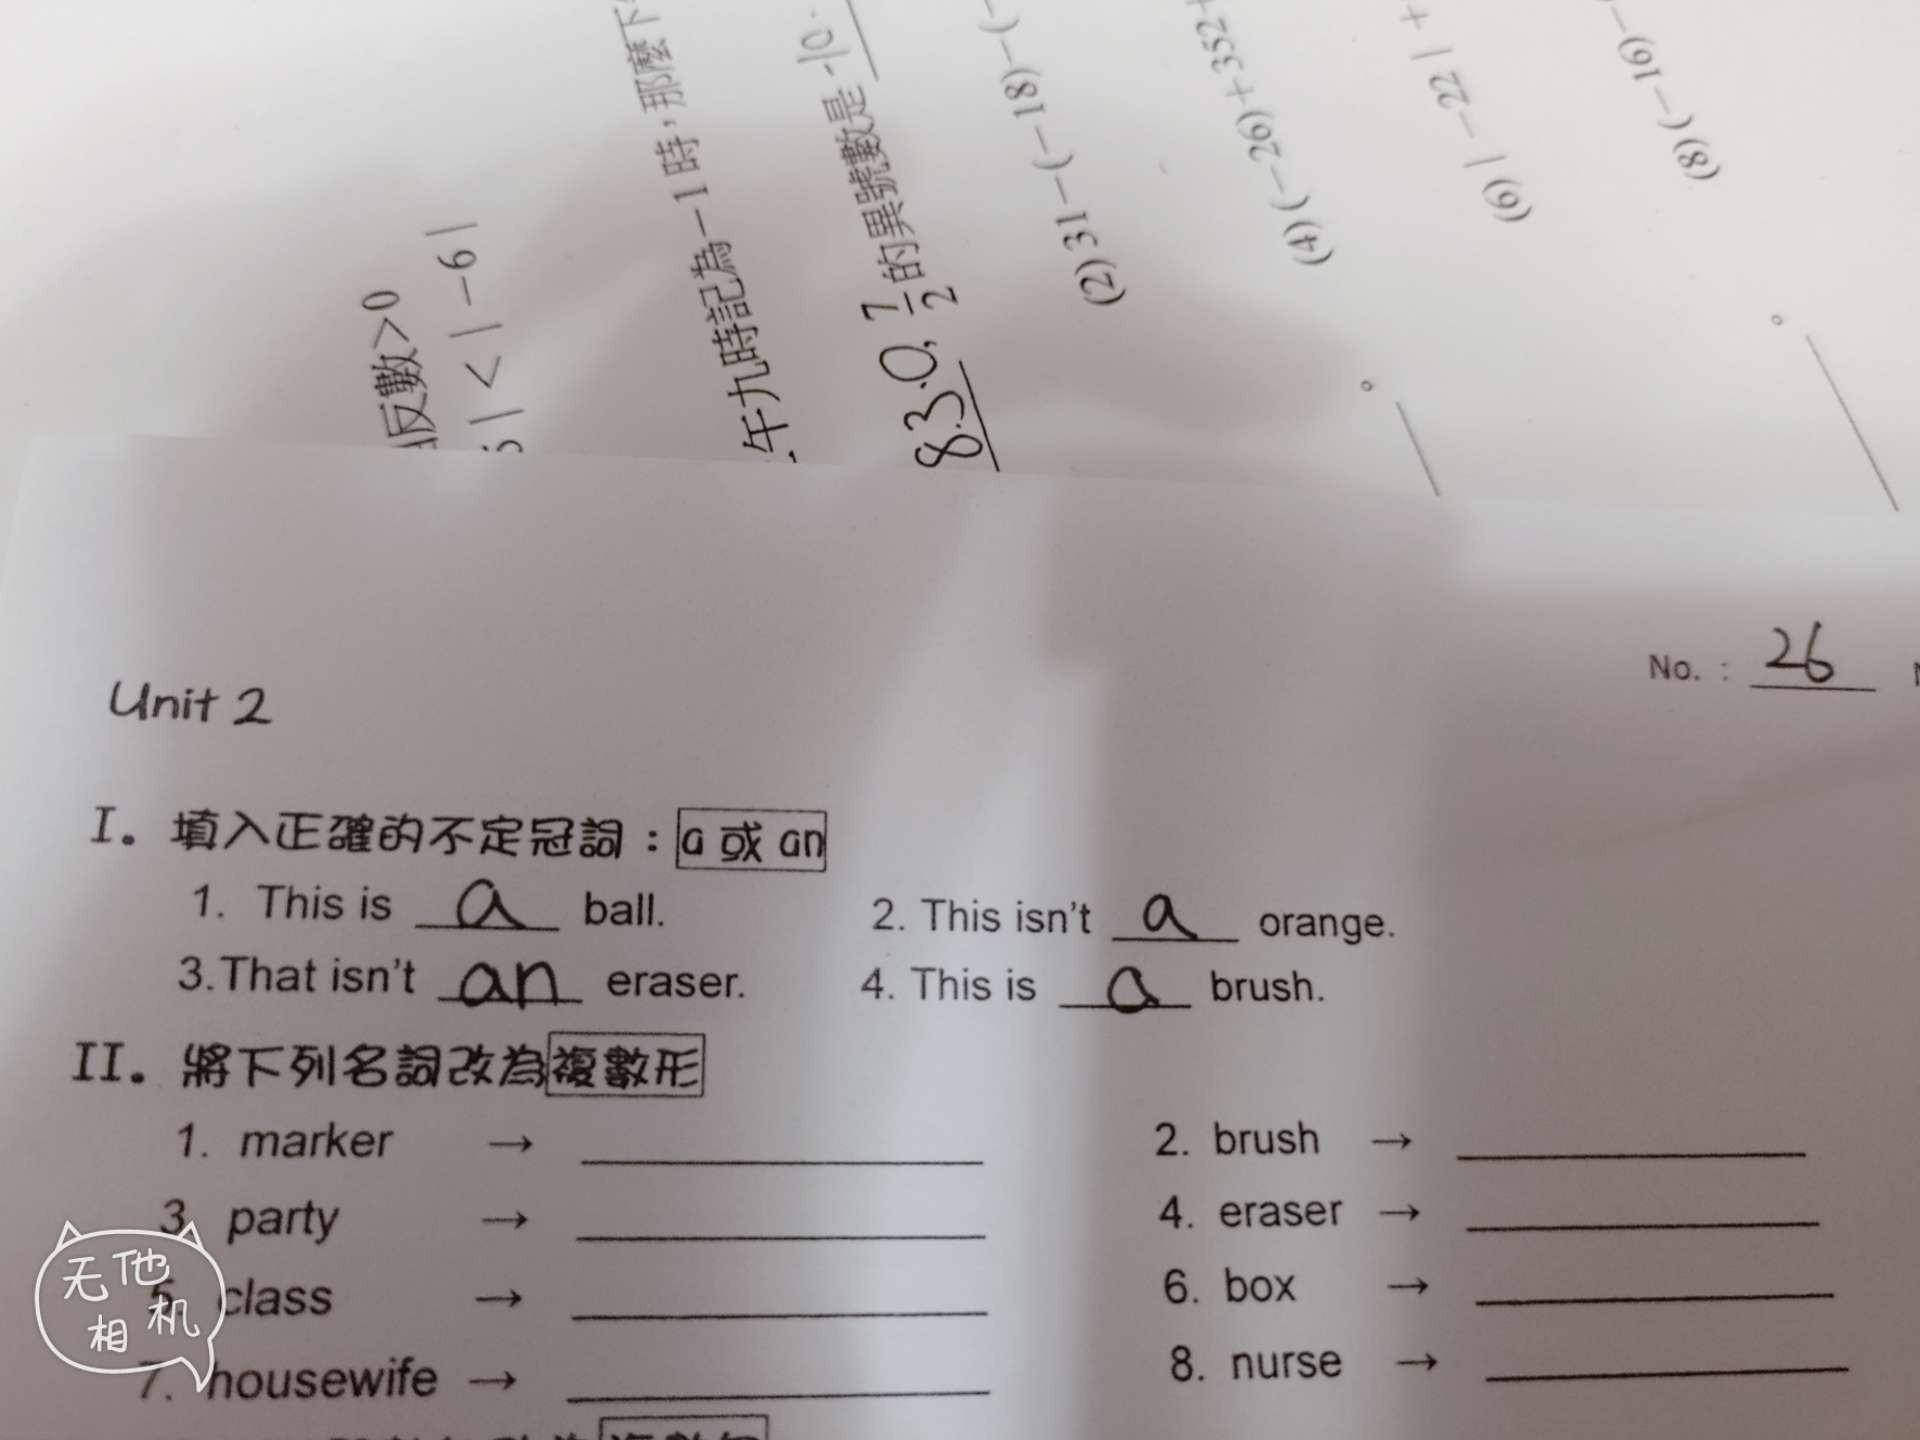 反數>0
| < | −6 |
午九時記為−1時，那麼下
83.0, 7/2 的異號數是 -10.
(2) 31−(−18)−(−
(4) (−26)+352+
(6) | −22 | +
(8) (−16)−
No.: 26
Unit 2
I. 填入正確的不定冠詞：a 或 an
1. This is a ball. 2. This isn't a orange.
3. That isn't an eraser. 4. This is a brush.
II. 將下列名詞改為複數形
1. marker → 2. brush →
3. party → 4. eraser →
5. class → 6. box →
7. housewife → 8. nurse →
无他相机